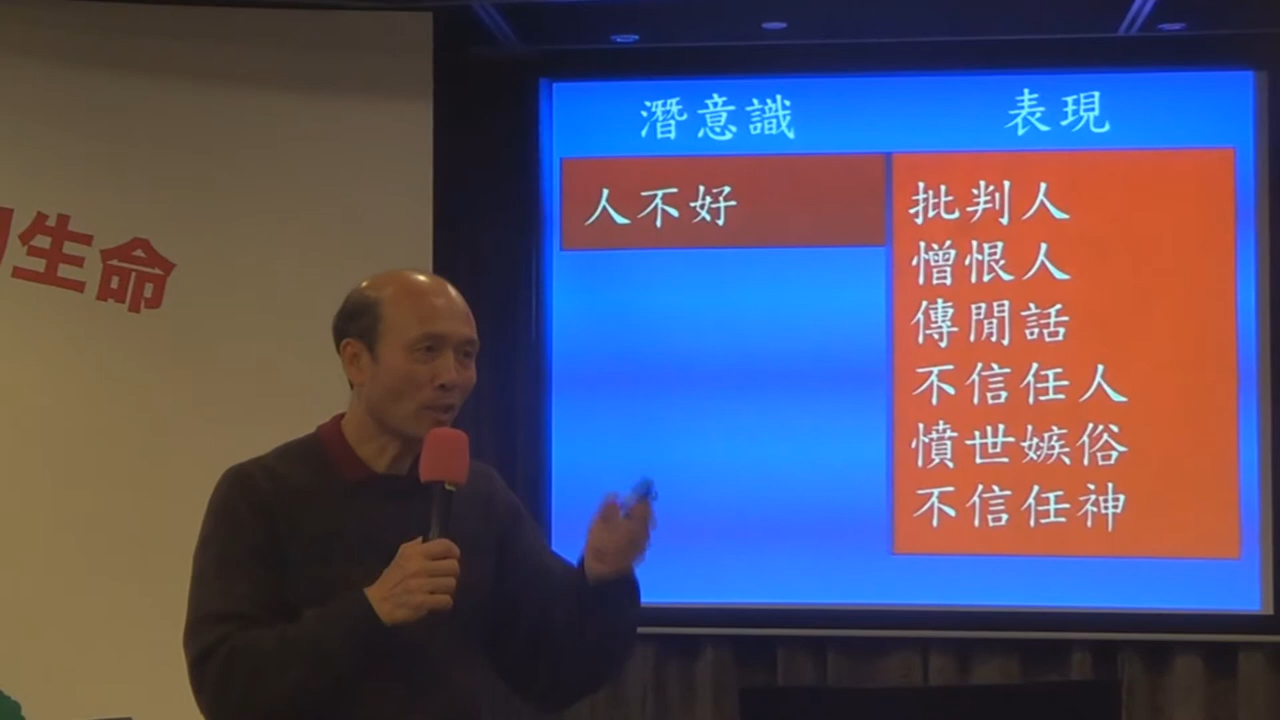 生命
潛意識
表現
人不好
批判人
憎恨人
傳閒話
不信任人
憤世嫉俗
不信任神